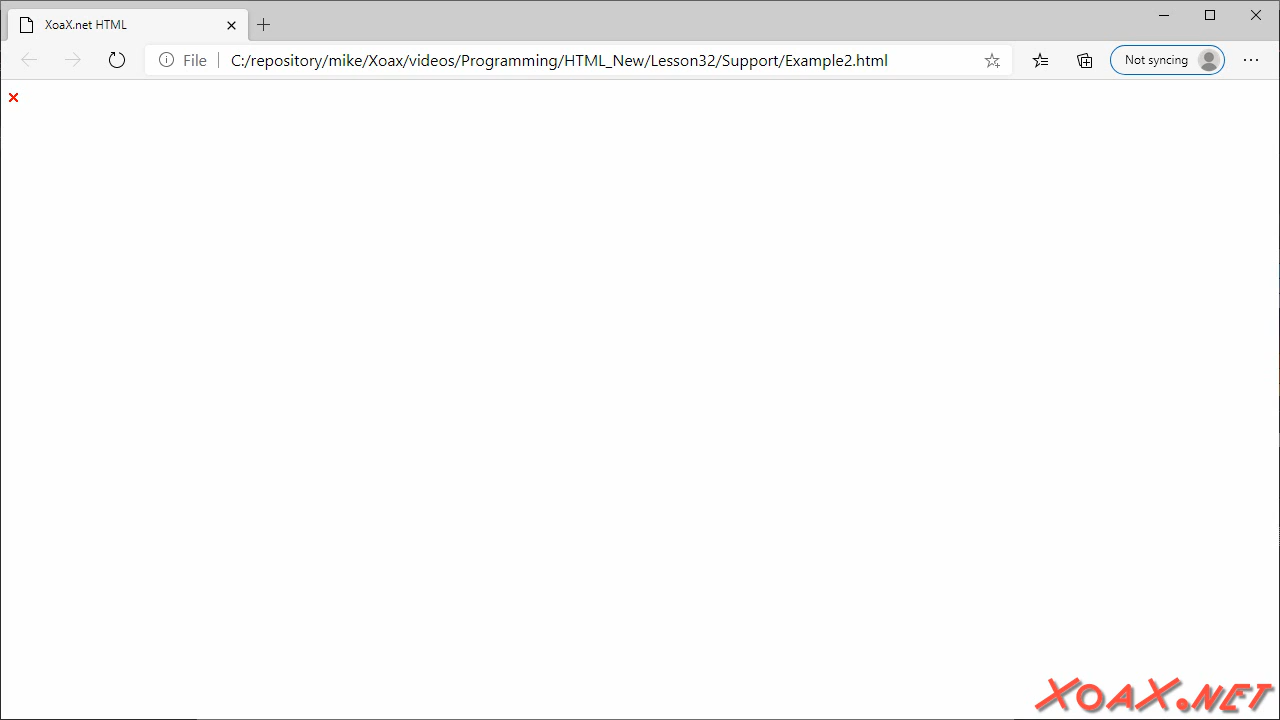 XoaX.net HTML
File C:/repository/mike/Xoax/videos/Programming/HTML_New/Lesson32/Support/Example2.html Not syncing
XoaX.net